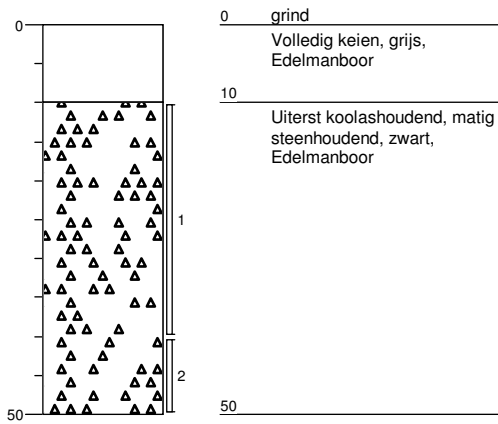 0
0 grind
Volledig keien, grijs,
Edelmanboor
10
Uiterst koolashoudend, matig
steenhoudend, zwart,
Edelmanboor
1
2
50
50